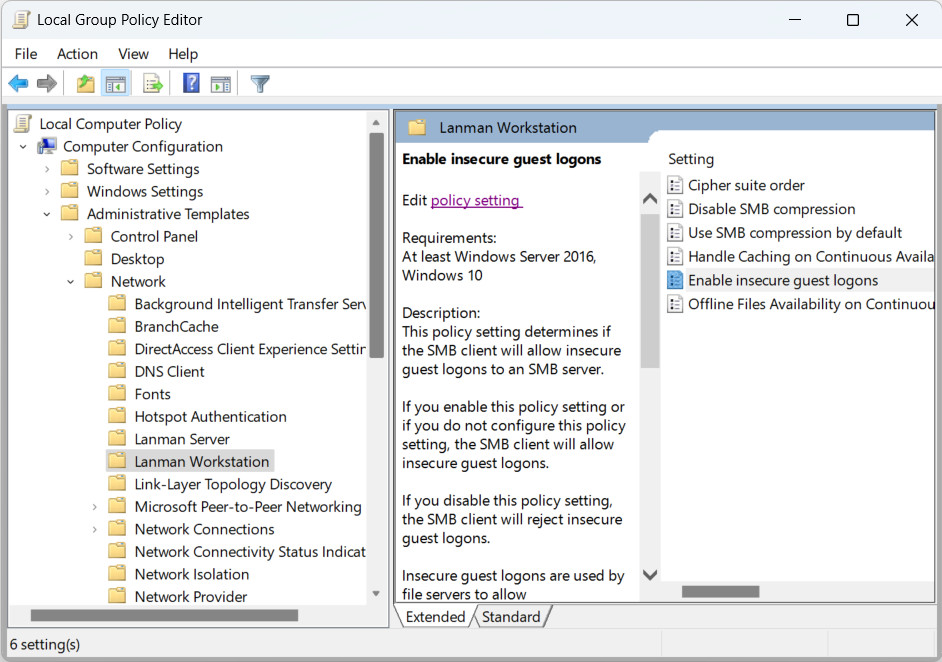 Local Group Policy Editor
File Action View Help
Local Computer Policy
Computer Configuration
Software Settings
Windows Settings
Administrative Templates
Control Panel
Desktop
Network
Background Intelligent Transfer Serv
BranchCache
DirectAccess Client Experience Settin
DNS Client
Fonts
Hotspot Authentication
Lanman Server
Lanman Workstation
Link-Layer Topology Discovery
Microsoft Peer-to-Peer Networking
Network Connections
Network Connectivity Status Indicat
Network Isolation
Network Provider
Lanman Workstation
Enable insecure guest logons
Edit policy setting
Requirements:
At least Windows Server 2016,
Windows 10
Description:
This policy setting determines if
the SMB client will allow insecure
guest logons to an SMB server.
If you enable this policy setting or
if you do not configure this policy
setting, the SMB client will allow
insecure guest logons.
If you disable this policy setting,
the SMB client will reject insecure
guest logons.
Insecure guest logons are used by
file servers to allow
Setting
Cipher suite order
Disable SMB compression
Use SMB compression by default
Handle Caching on Continuous Availa
Enable insecure guest logons
Offline Files Availability on Continuou
Extended Standard
6 setting(s)